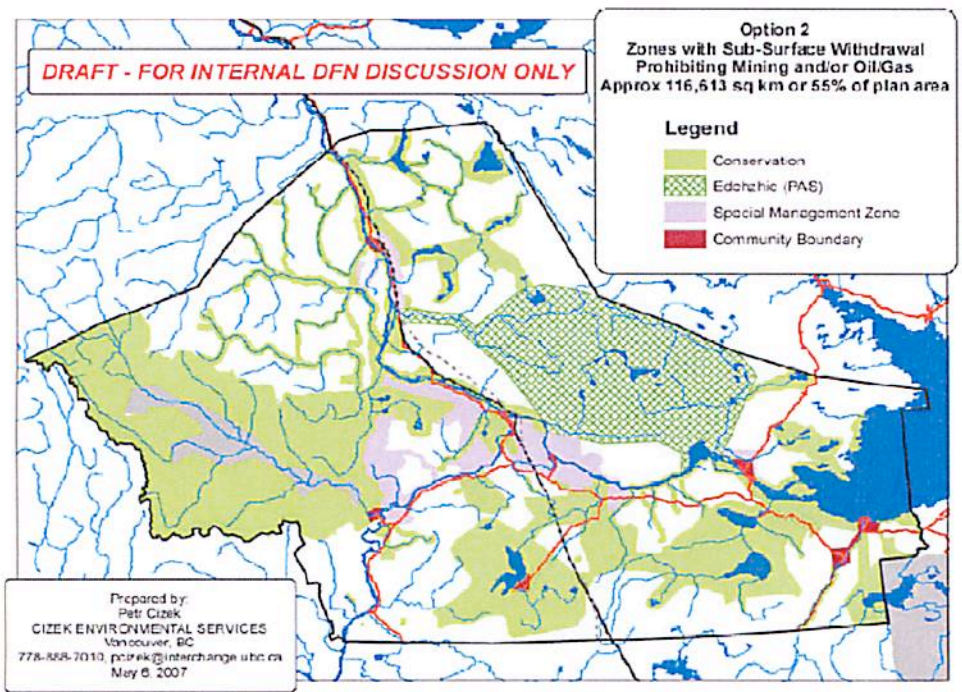 DRAFT - FOR INTERNAL DFN DISCUSSION ONLY
Option 2
Zones with Sub-Surface Withdrawal
Prohibiting Mining and/or Oil/Gas
Approx 116,613 sq km or 55% of plan area
Legend
Conservation
Edehzhie (PAS)
Special Management Zone
Community Boundary
Prepared by:
Petr Cizek
CIZEK ENVIRONMENTAL SERVICES
Vancouver, BC
778-888-7010, pcizek@interchange.ubc.ca
May 6, 2007